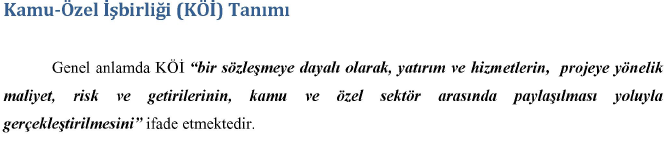 Kamu-Özel İşbirliği (KÖİ) Tanımı
Genel anlamda KÖİ “bir sözleşmeye dayalı olarak, yatırım ve hizmetlerin, projeye yönelik
maliyet, risk ve getirilerinin, kamu ve özel sektör arasında paylaşılması yoluyla
gerçekleştirilmesini” ifade etmektedir.